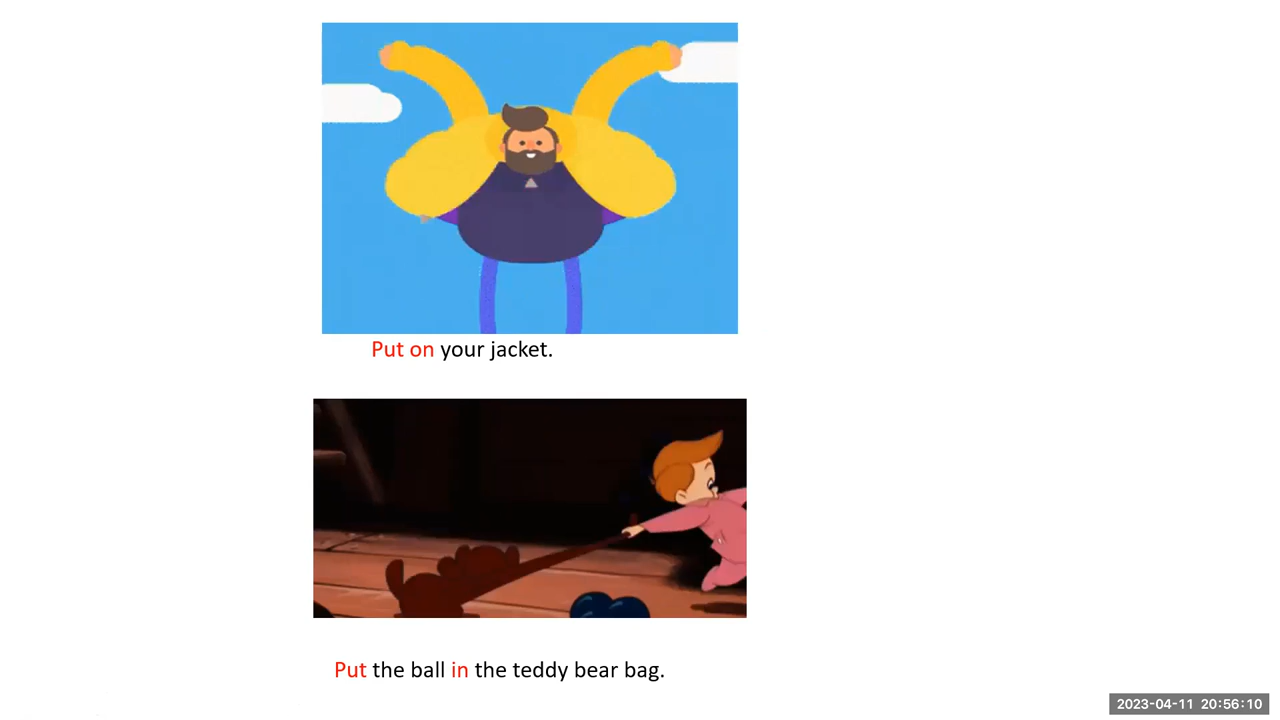 Put on your jacket.
Put the ball in the teddy bear bag.
2023-04-11 20:56:10